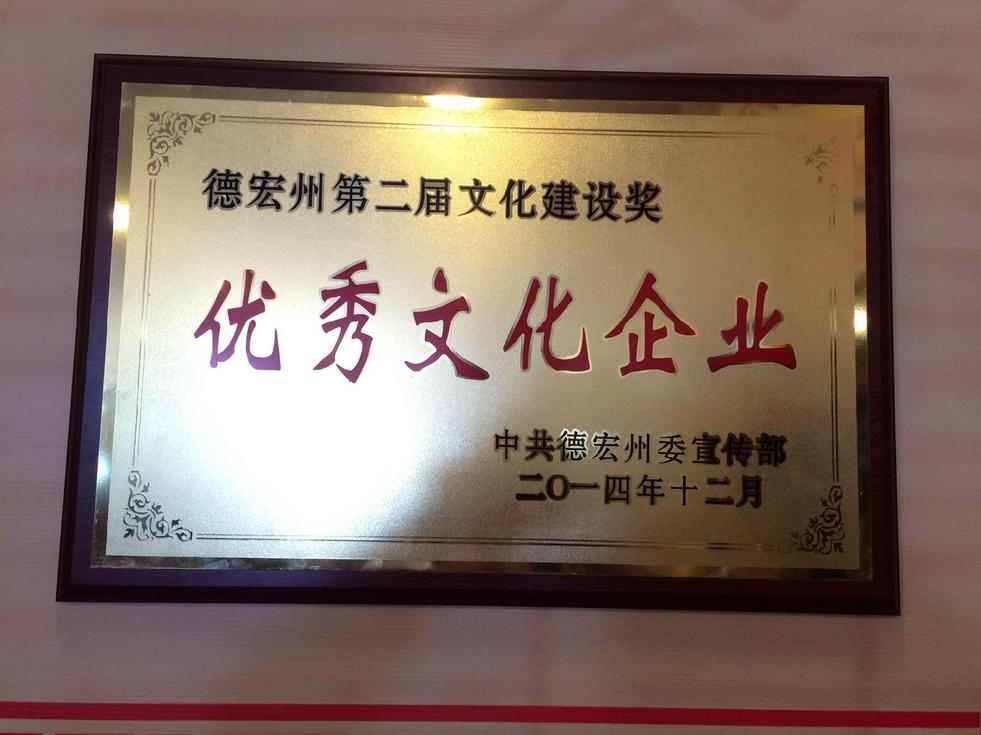 德宏州第二届文化建设奖
优秀文化企业
中共德宏州委宣传部
二〇一四年十二月